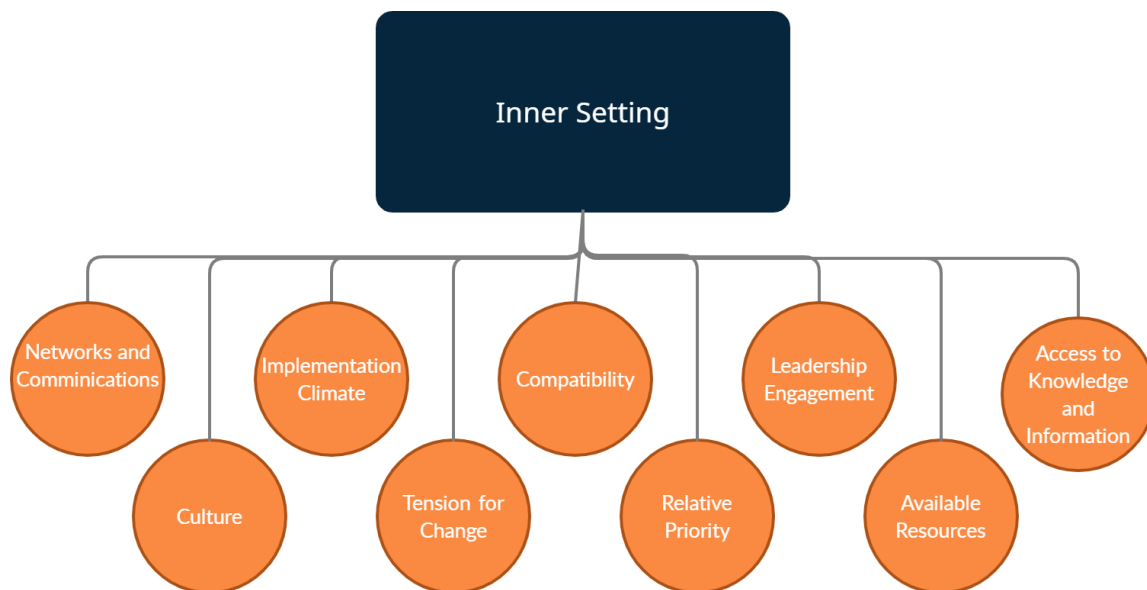 Inner Setting
Networks and
Comminications
Implementation
Climate
Compatibility
Leadership
Engagement
Access to
Knowledge
and
Information
Culture
Tension for
Change
Relative
Priority
Available
Resources